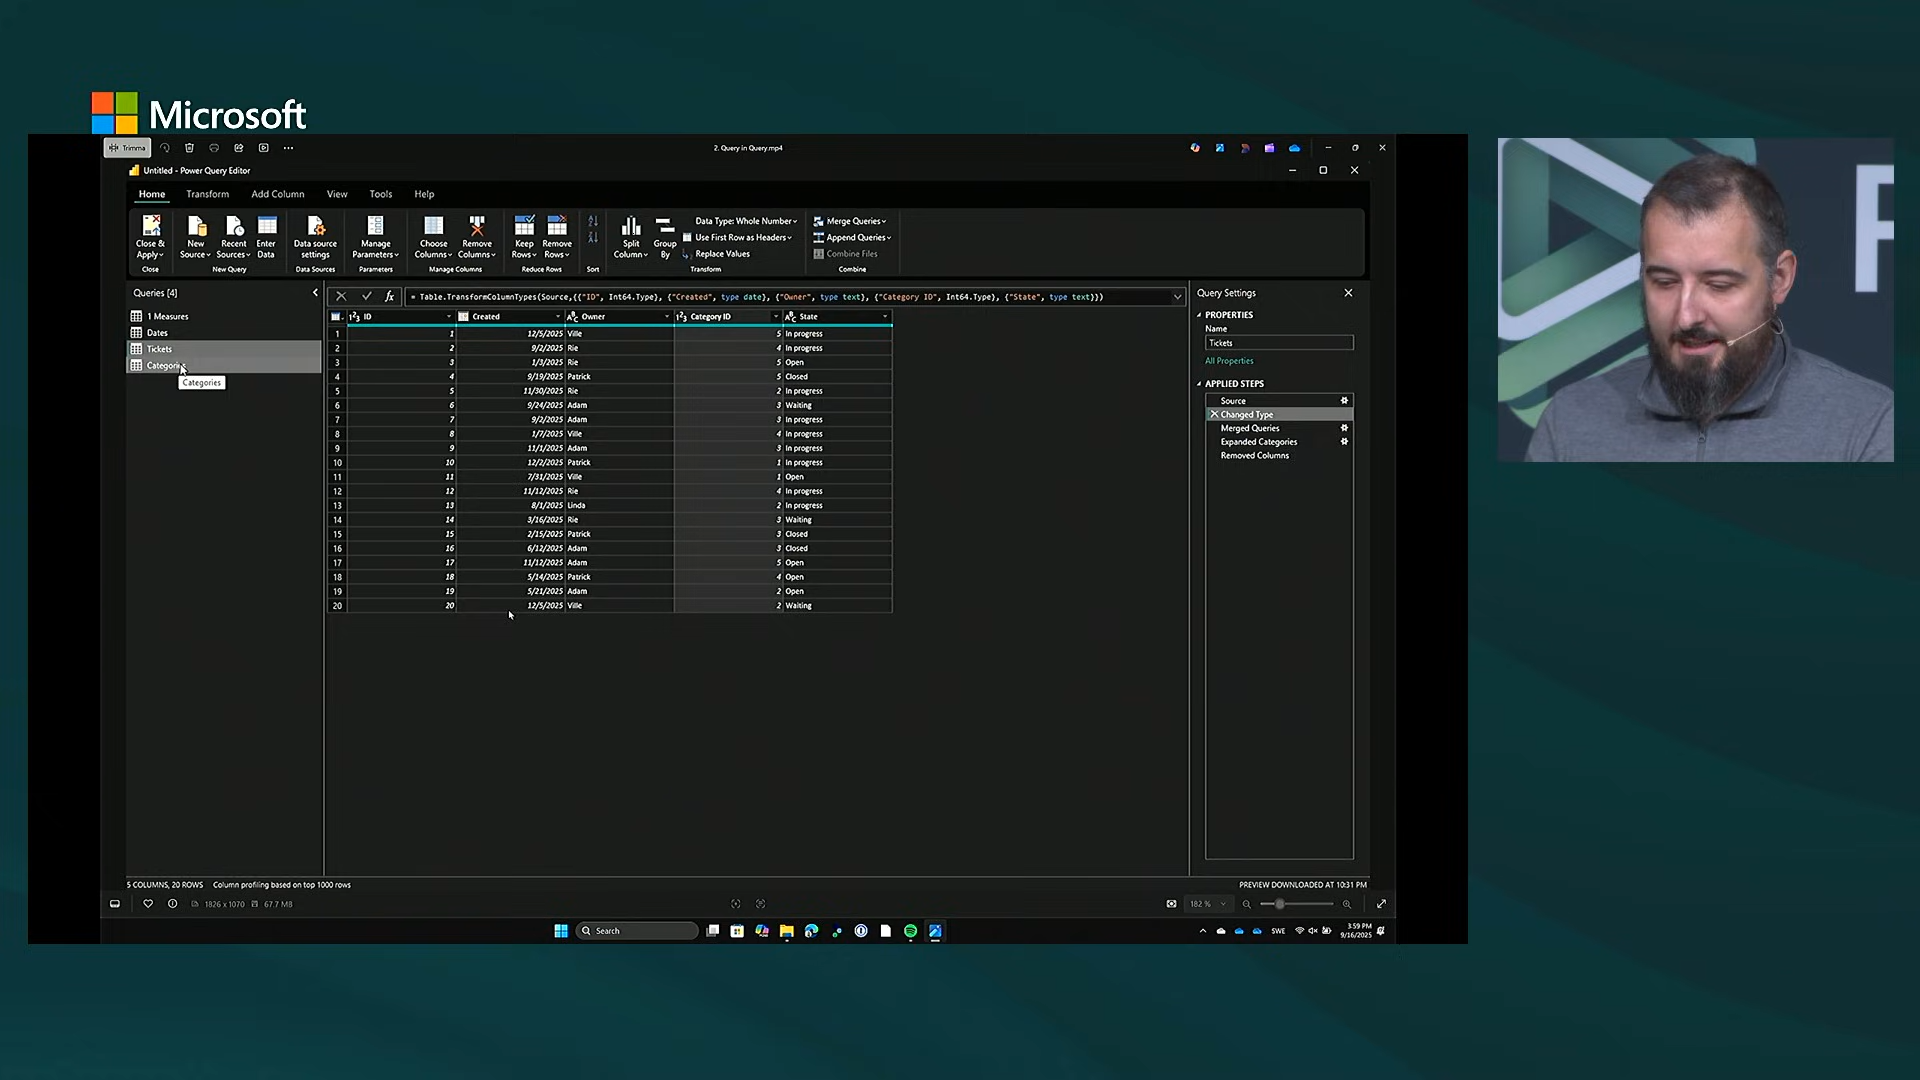 Microsoft
Trimma
2. Query in Query.mp4
Untitled - Power Query Editor
Home Transform Add Column View Tools Help
Close & Apply
New Source
Recent Sources
Enter Data
Data source settings
Manage Parameters
Choose Columns
Remove Columns
Keep Rows
Remove Rows
Split Column
Group By
Data Type: Whole Number
Use First Row as Headers
Replace Values
Merge Queries
Append Queries
Combine Files
Close New Query Data Sources Parameters Manage Columns Reduce Rows Sort Transform Combine
Queries [4]
1 Measures
Dates
Tickets
Categories
Categories
fx = Table.TransformColumnTypes(Source,{{"ID", Int64.Type}, {"Created", type date}, {"Owner", type text}, {"Category ID", Int64.Type}, {"State", type text}})
ID Created Owner Category ID State
1 1 12/5/2025 Ville 5 In progress
2 2 9/2/2025 Rie 4 In progress
3 3 1/3/2025 Rie 5 Open
4 4 9/19/2025 Patrick 5 Closed
5 5 11/30/2025 Rie 2 In progress
6 6 9/24/2025 Adam 3 Waiting
7 7 9/2/2025 Adam 3 In progress
8 8 1/7/2025 Ville 4 In progress
9 9 11/1/2025 Adam 3 In progress
10 10 12/2/2025 Patrick 1 In progress
11 11 7/31/2025 Ville 1 Open
12 12 11/12/2025 Rie 4 In progress
13 13 8/1/2025 Linda 2 In progress
14 14 3/16/2025 Rie 3 Waiting
15 15 2/15/2025 Patrick 3 Closed
16 16 6/12/2025 Adam 3 Closed
17 17 11/12/2025 Adam 5 Open
18 18 5/14/2025 Patrick 4 Open
19 19 5/21/2025 Adam 2 Open
20 20 12/5/2025 Ville 2 Waiting
Query Settings
PROPERTIES
Name
Tickets
All Properties
APPLIED STEPS
Source
Changed Type
Merged Queries
Expanded Categories
Removed Columns
5 COLUMNS, 20 ROWS Column profiling based on top 1000 rows
PREVIEW DOWNLOADED AT 10:31 PM
1826 x 1070 67.7 MB
182 %
Search
SWE
3:59 PM
9/16/2025